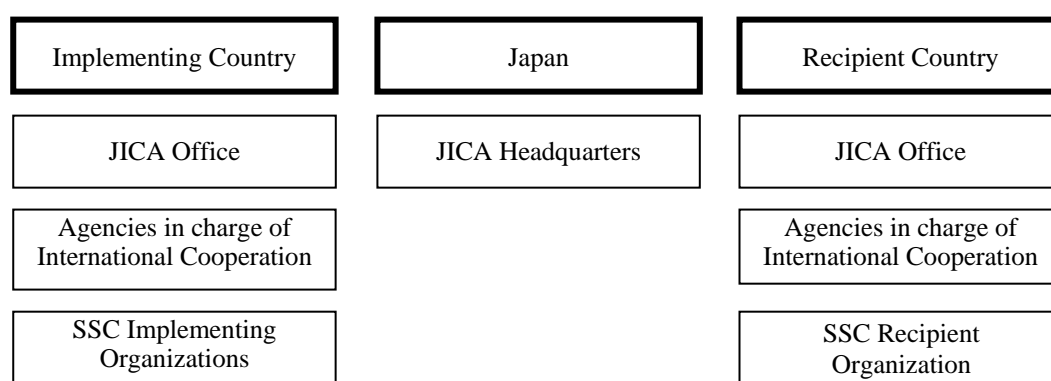 Implementing Country
Japan
Recipient Country
JICA Office
JICA Headquarters
JICA Office
Agencies in charge of
International Cooperation
Agencies in charge of
International Cooperation
SSC Implementing
Organizations
SSC Recipient
Organization